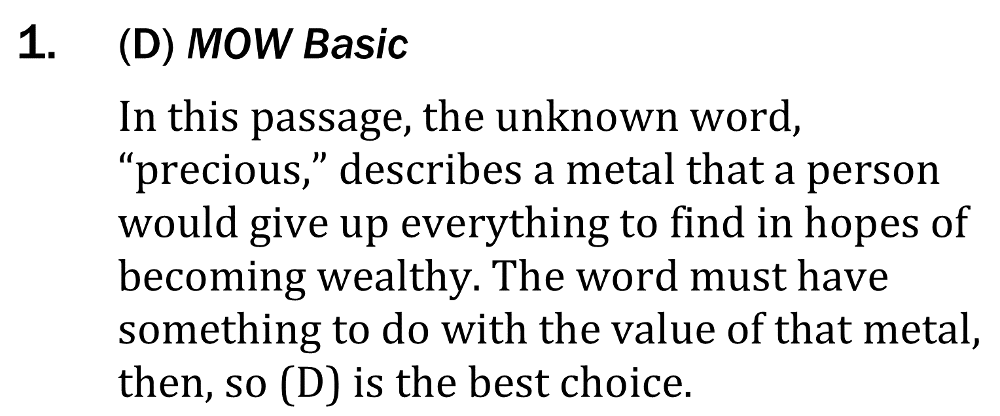 1. (D) MOW Basic
In this passage, the unknown word,
“precious,” describes a metal that a person
would give up everything to find in hopes of
becoming wealthy. The word must have
something to do with the value of that metal,
then, so (D) is the best choice.